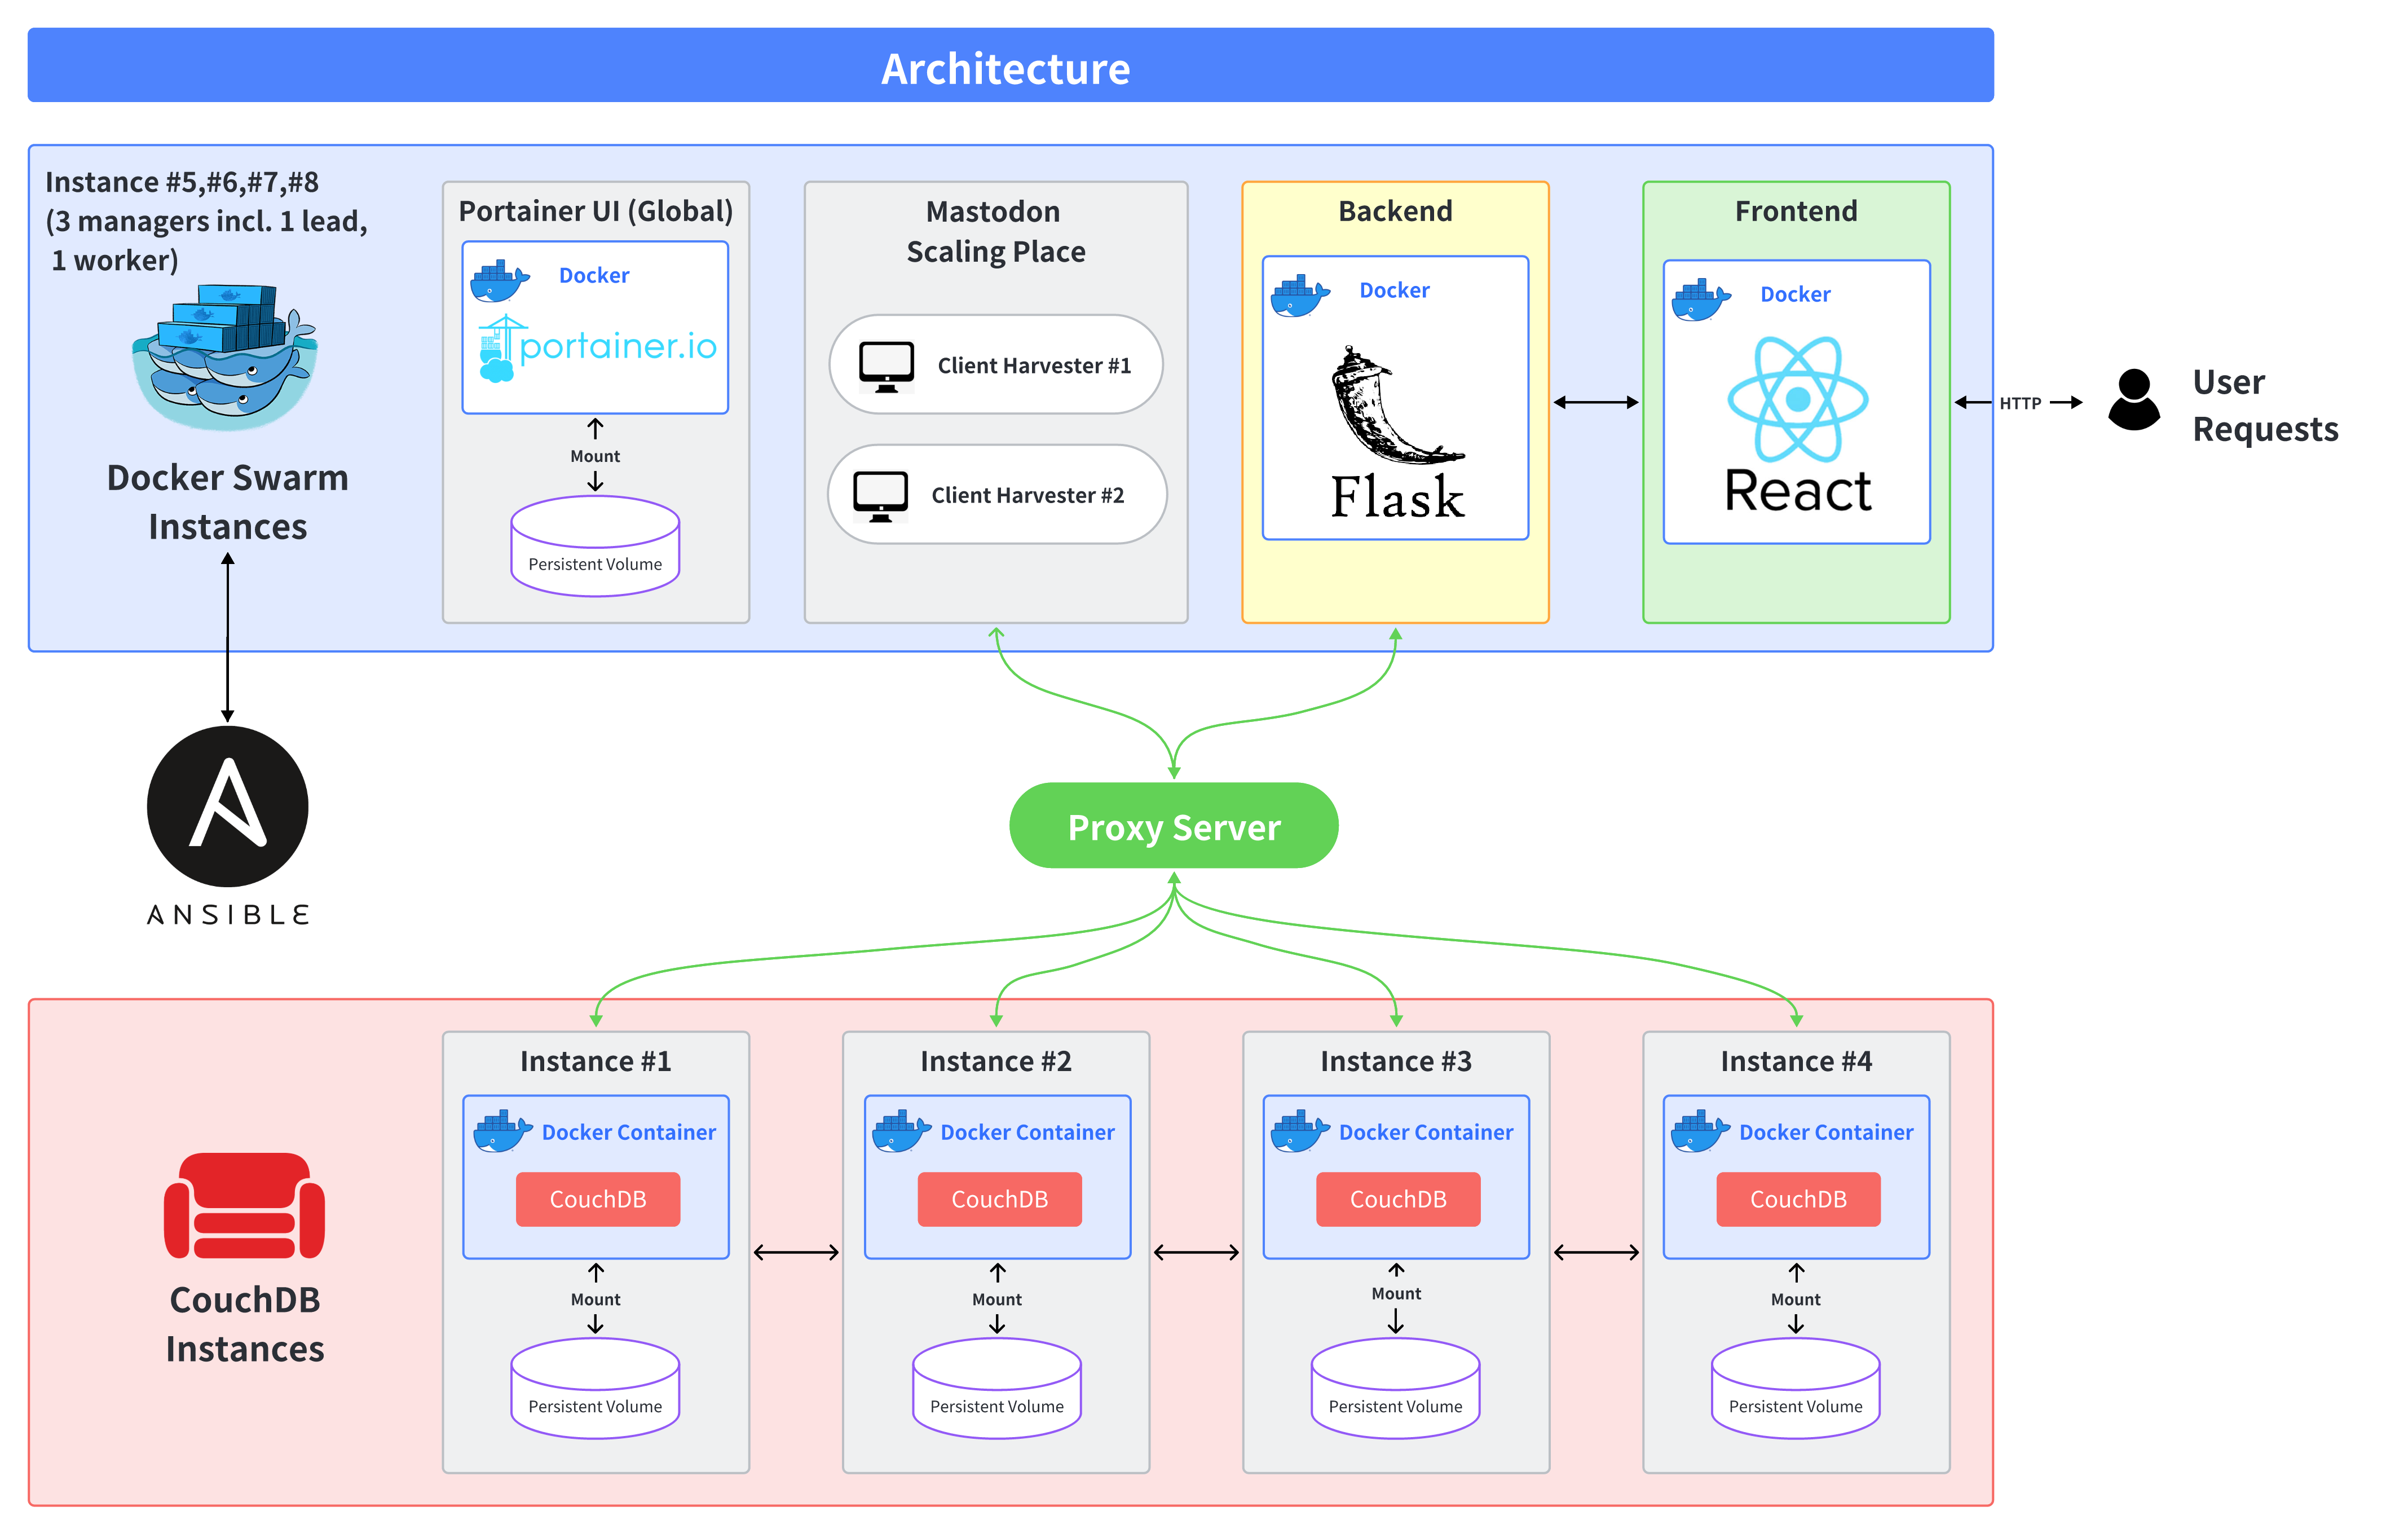 Architecture
Instance #5,#6,#7,#8
(3 managers incl. 1 lead,
1 worker)
Docker Swarm
Instances
Portainer UI (Global)
Docker
portainer.io
Mount
Persistent Volume
Mastodon
Scaling Place
Client Harvester #1
Client Harvester #2
Backend
Docker
Flask
Frontend
Docker
React
HTTP
User
Requests
ANSIBLE
Proxy Server
CouchDB
Instances
Instance #1
Docker Container
CouchDB
Mount
Persistent Volume
Instance #2
Docker Container
CouchDB
Mount
Persistent Volume
Instance #3
Docker Container
CouchDB
Mount
Persistent Volume
Instance #4
Docker Container
CouchDB
Mount
Persistent Volume